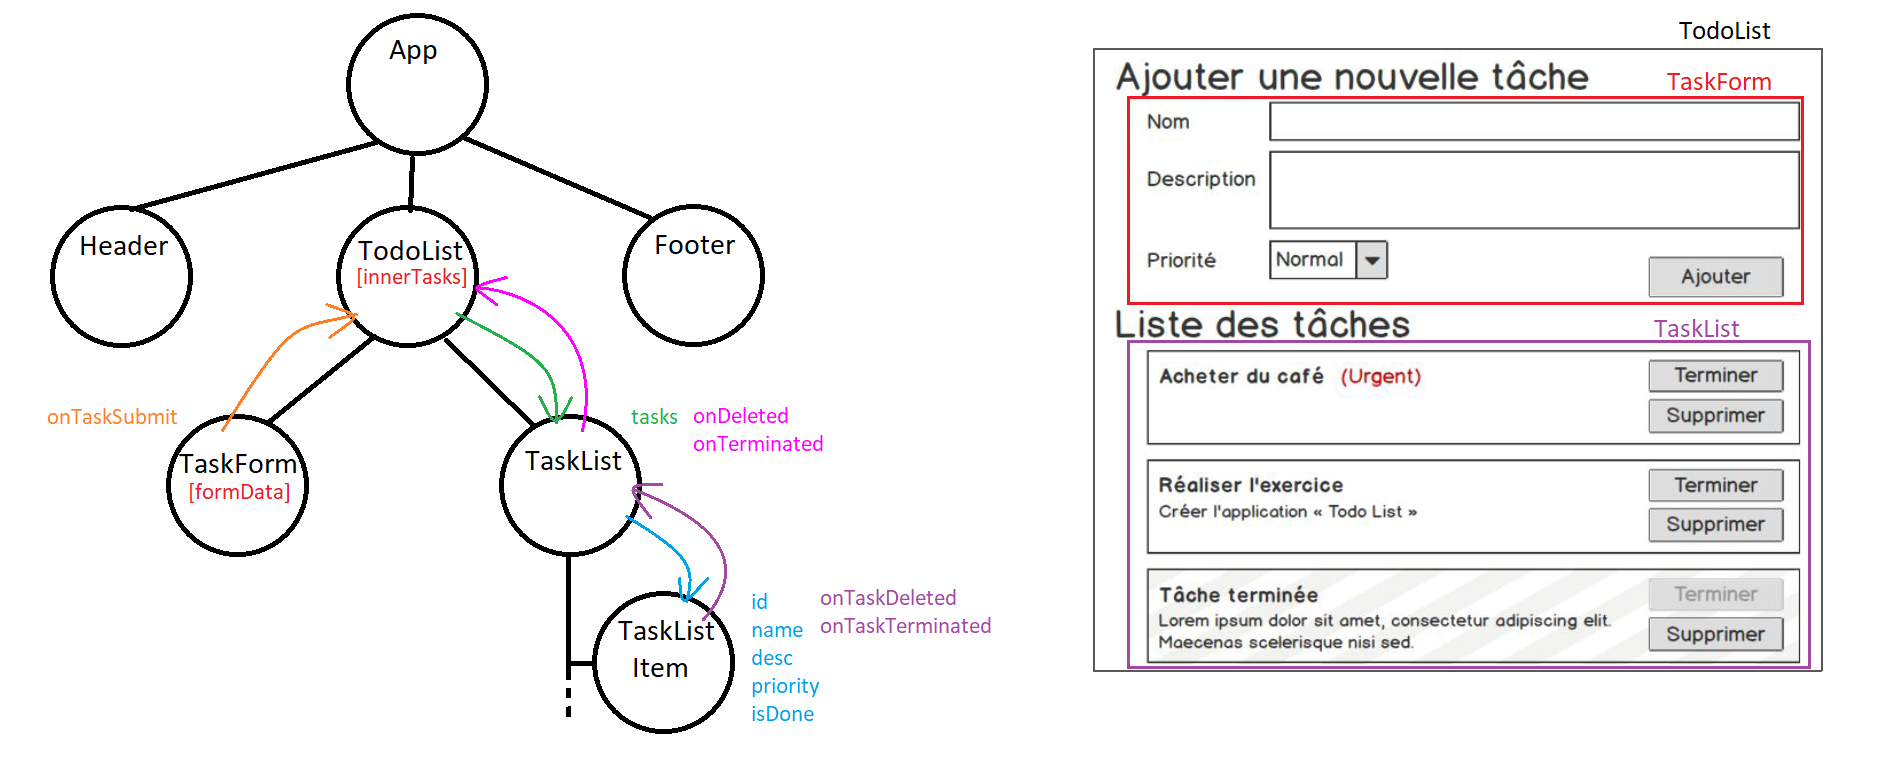 App
Header
TodoList
[innerTasks]
Footer
onTaskSubmit
tasks
onDeleted
onTerminated
TaskForm
[formData]
TaskList
TaskList
Item
id
name
desc
priority
isDone
onTaskDeleted
onTaskTerminated
TodoList
Ajouter une nouvelle tâche
TaskForm
Nom
Description
Priorité
Normal
Ajouter
Liste des tâches
TaskList
Acheter du café (Urgent)
Terminer
Supprimer
Réaliser l'exercice
Créer l'application « Todo List »
Terminer
Supprimer
Tâche terminée
Lorem ipsum dolor sit amet, consectetur adipiscing elit.
Maecenas scelerisque nisi sed.
Terminer
Supprimer